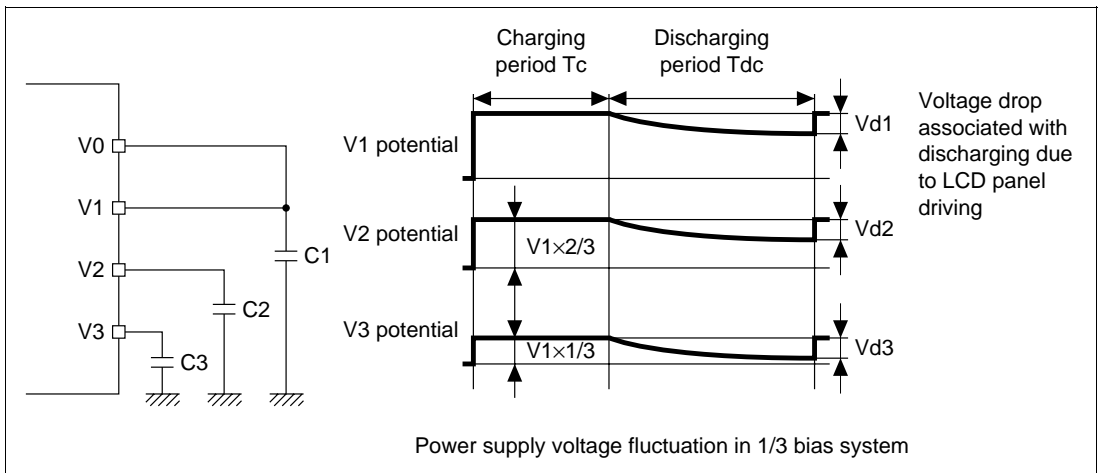 Charging
period Tc
Discharging
period Tdc
V0
V1
V2
V3
C1
C2
C3
V1 potential
Vd1
Voltage drop
associated with
discharging due
to LCD panel
driving
V2 potential
V1×2/3
Vd2
V3 potential
V1×1/3
Vd3
Power supply voltage fluctuation in 1/3 bias system